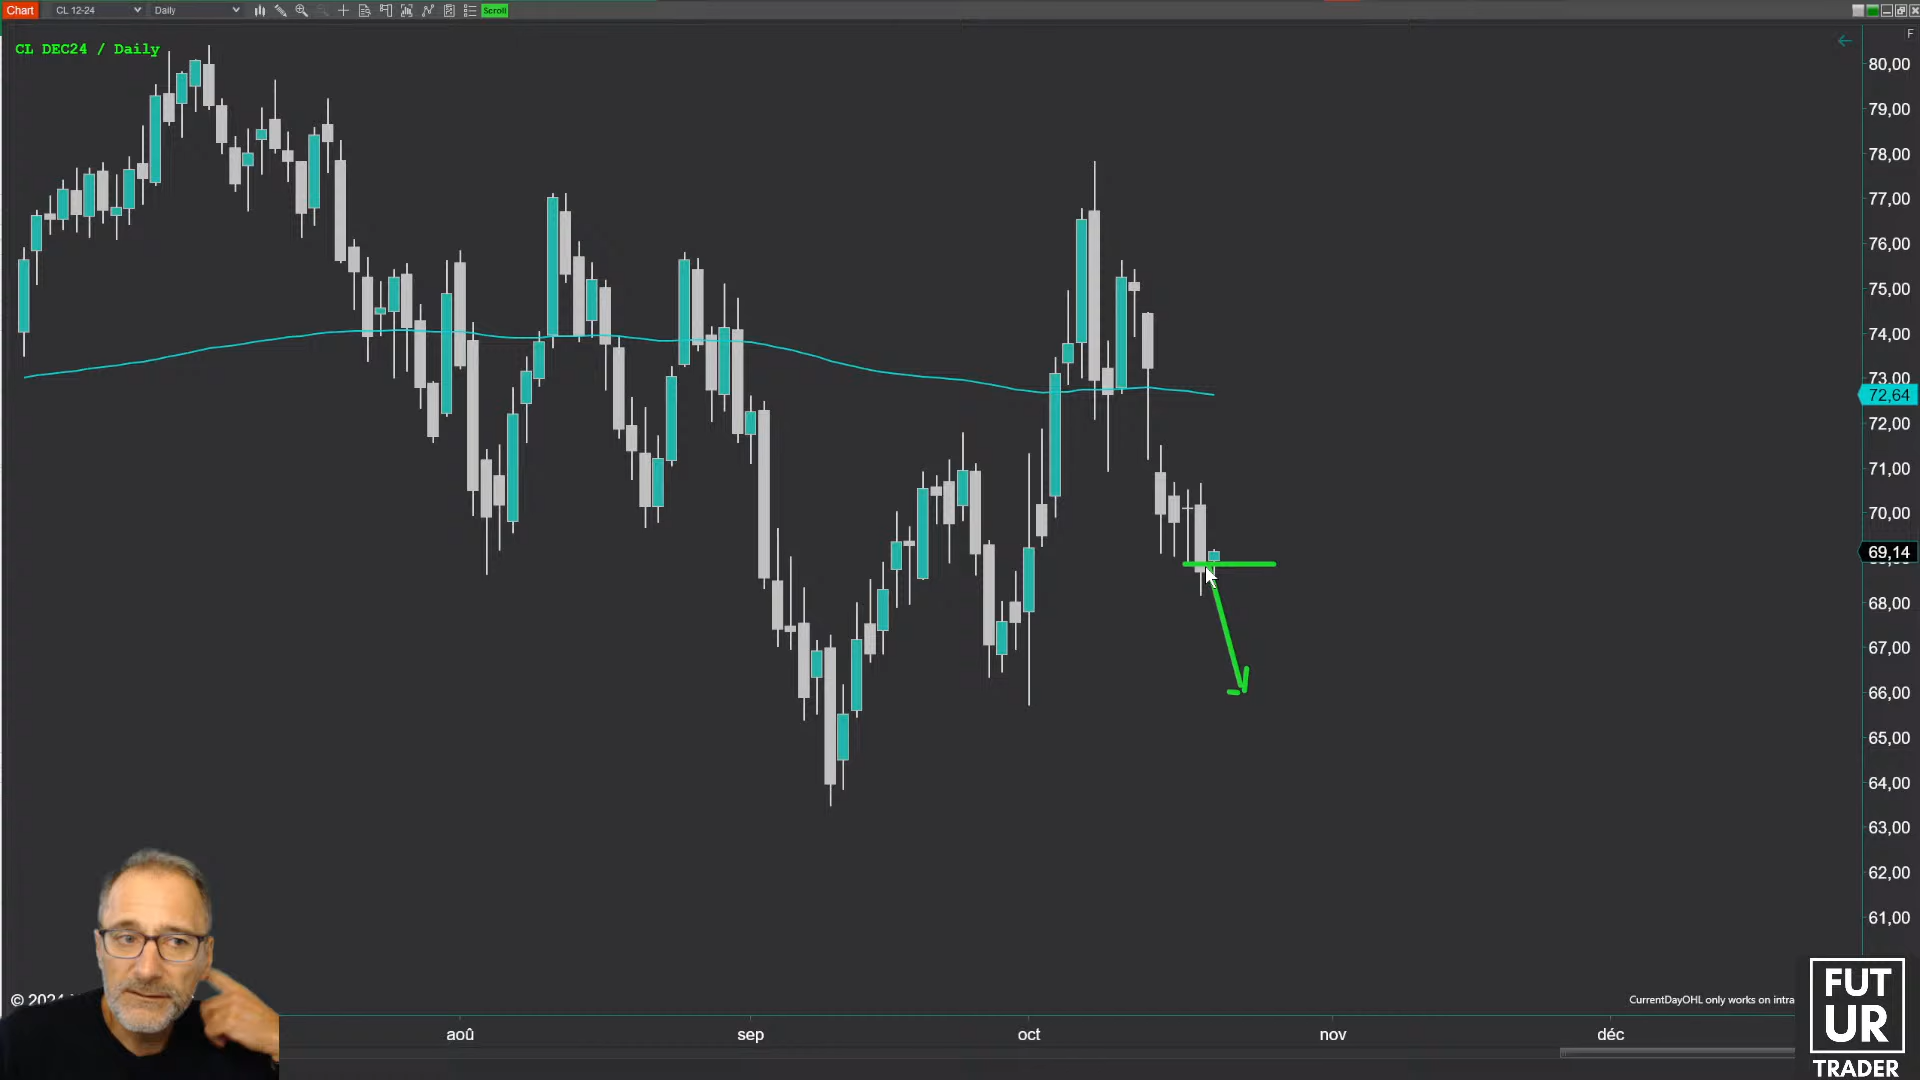 Chart CL 12-24 Daily Scroll
F
CL DEC24 / Daily
80,00
79,00
78,00
77,00
76,00
75,00
74,00
73,00
72,64
72,00
71,00
70,00
69,14
68,00
67,00
66,00
65,00
64,00
63,00
62,00
61,00
© 2024
CurrentDayOHL only works on intra
aoû sep oct nov déc
FUT
UR
TRADER